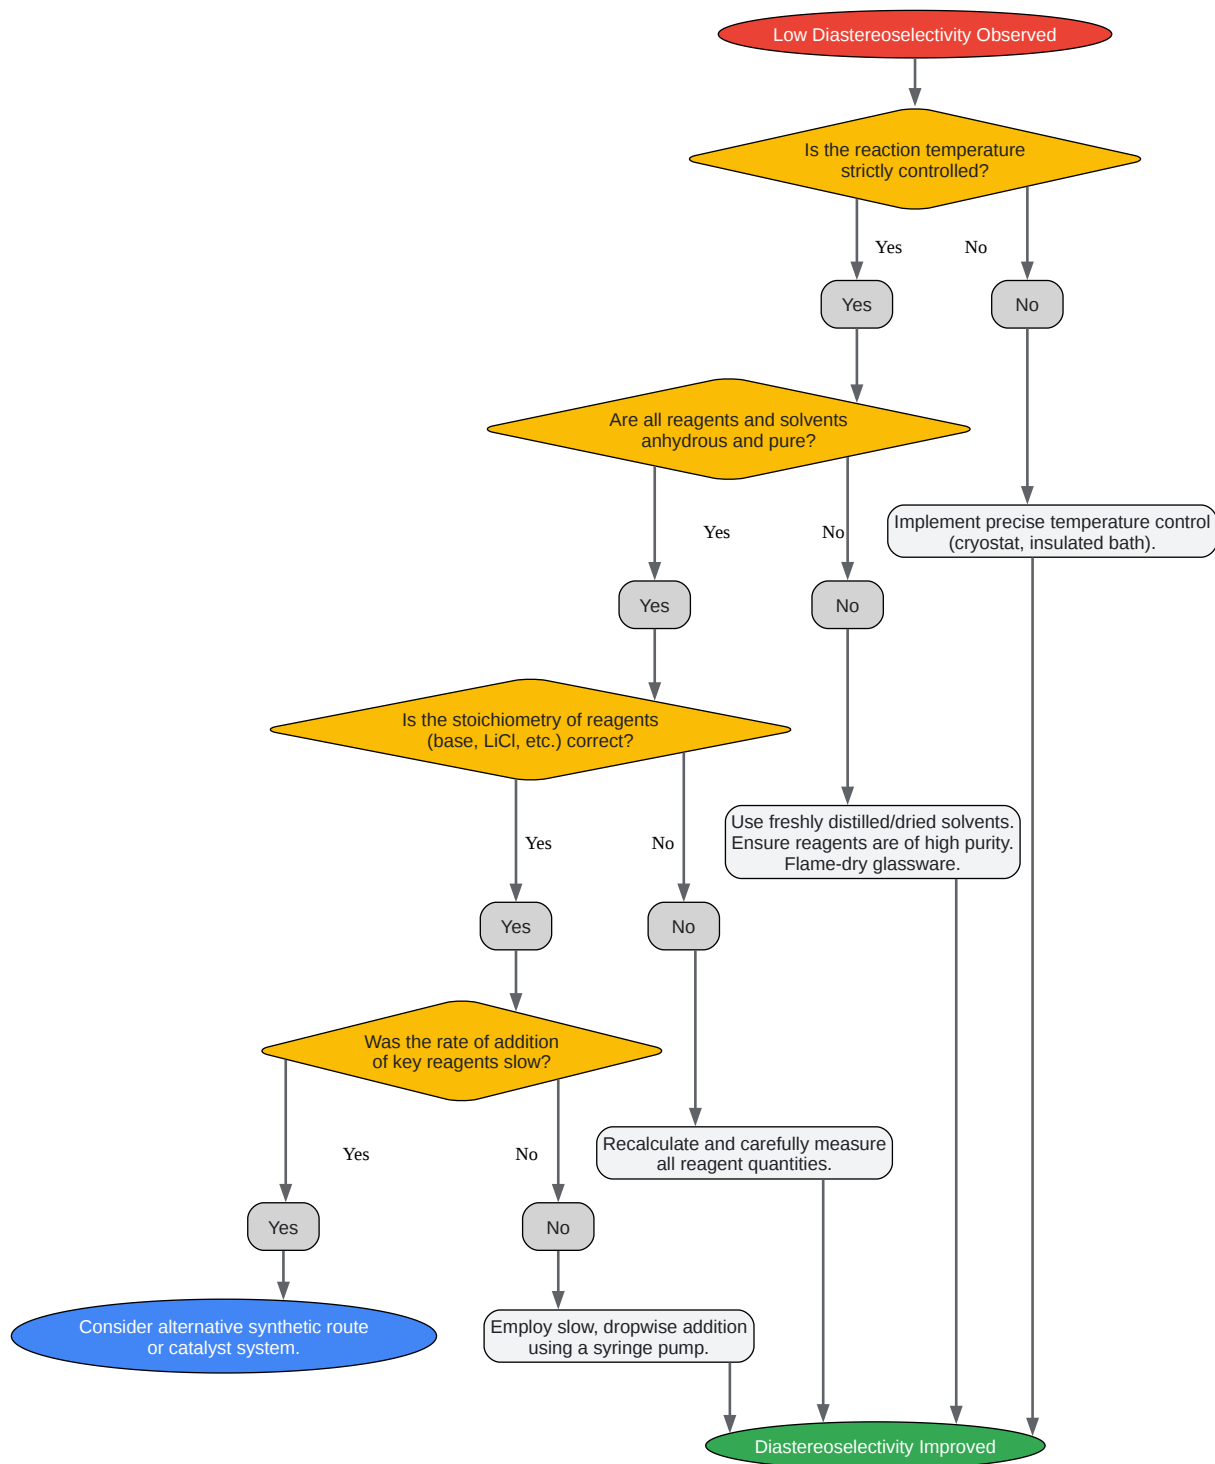 Low Diastereoselectivity Observed
Is the reaction temperature
strictly controlled?
Yes
No
Yes
No
Are all reagents and solvents
anhydrous and pure?
Implement precise temperature control
(cryostat, insulated bath).
Yes
No
Yes
No
Is the stoichiometry of reagents
(base, LiCl, etc.) correct?
Use freshly distilled/dried solvents.
Ensure reagents are of high purity.
Flame-dry glassware.
Yes
No
Yes
No
Was the rate of addition
of key reagents slow?
Recalculate and carefully measure
all reagent quantities.
Yes
No
Yes
No
Consider alternative synthetic route
or catalyst system.
Employ slow, dropwise addition
using a syringe pump.
Diastereoselectivity Improved